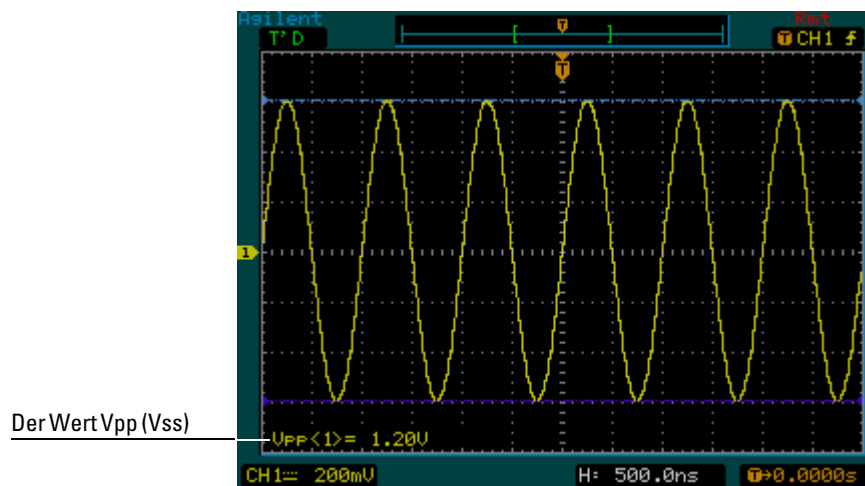 Agilent
Rmt
T'D
T
T CH1
T
1
Der Wert Vpp (Vss)
Vpp<1>= 1.20V
CH1 200mV
H: 500.0ns
T→0.0000s